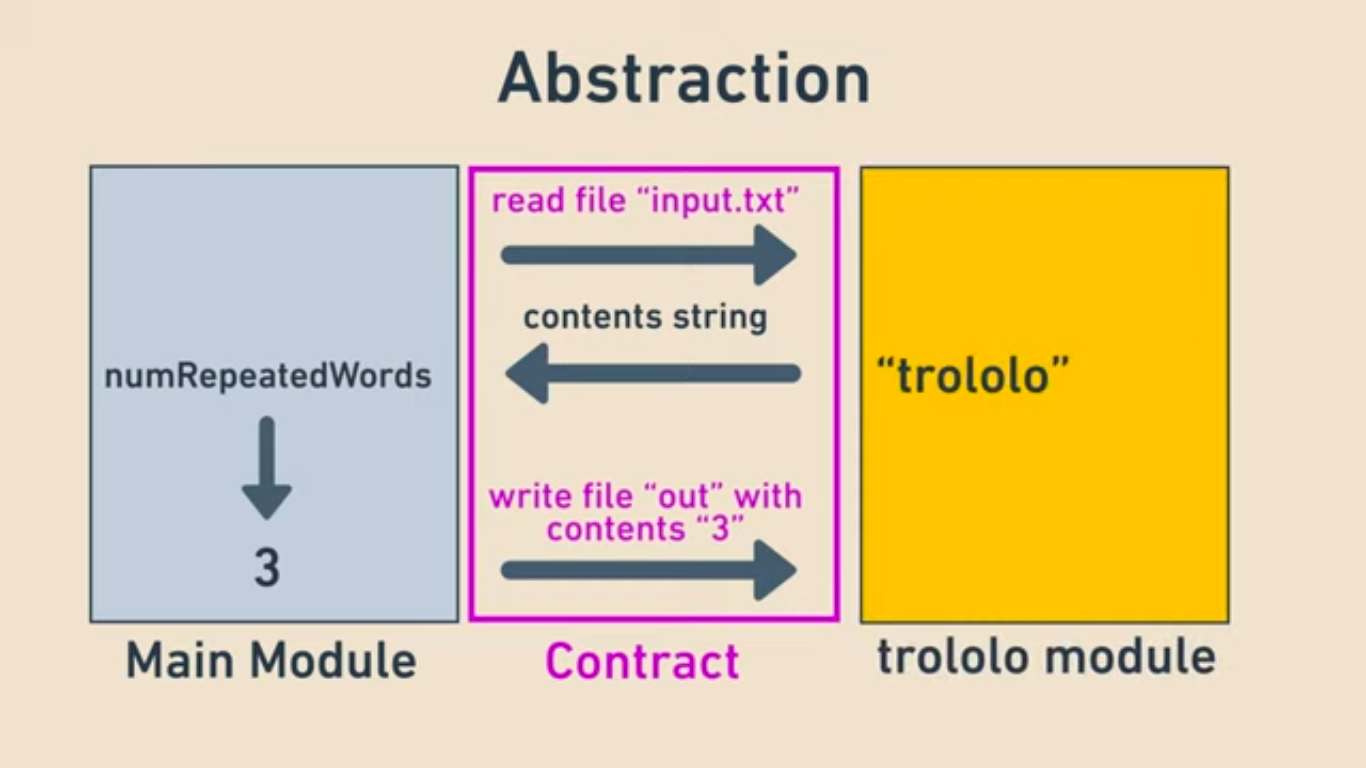 Abstraction
read file “input.txt”
contents string
numRepeatedWords
“trololo”
write file “out” with
contents “3”
3
Main Module
Contract
trololo module